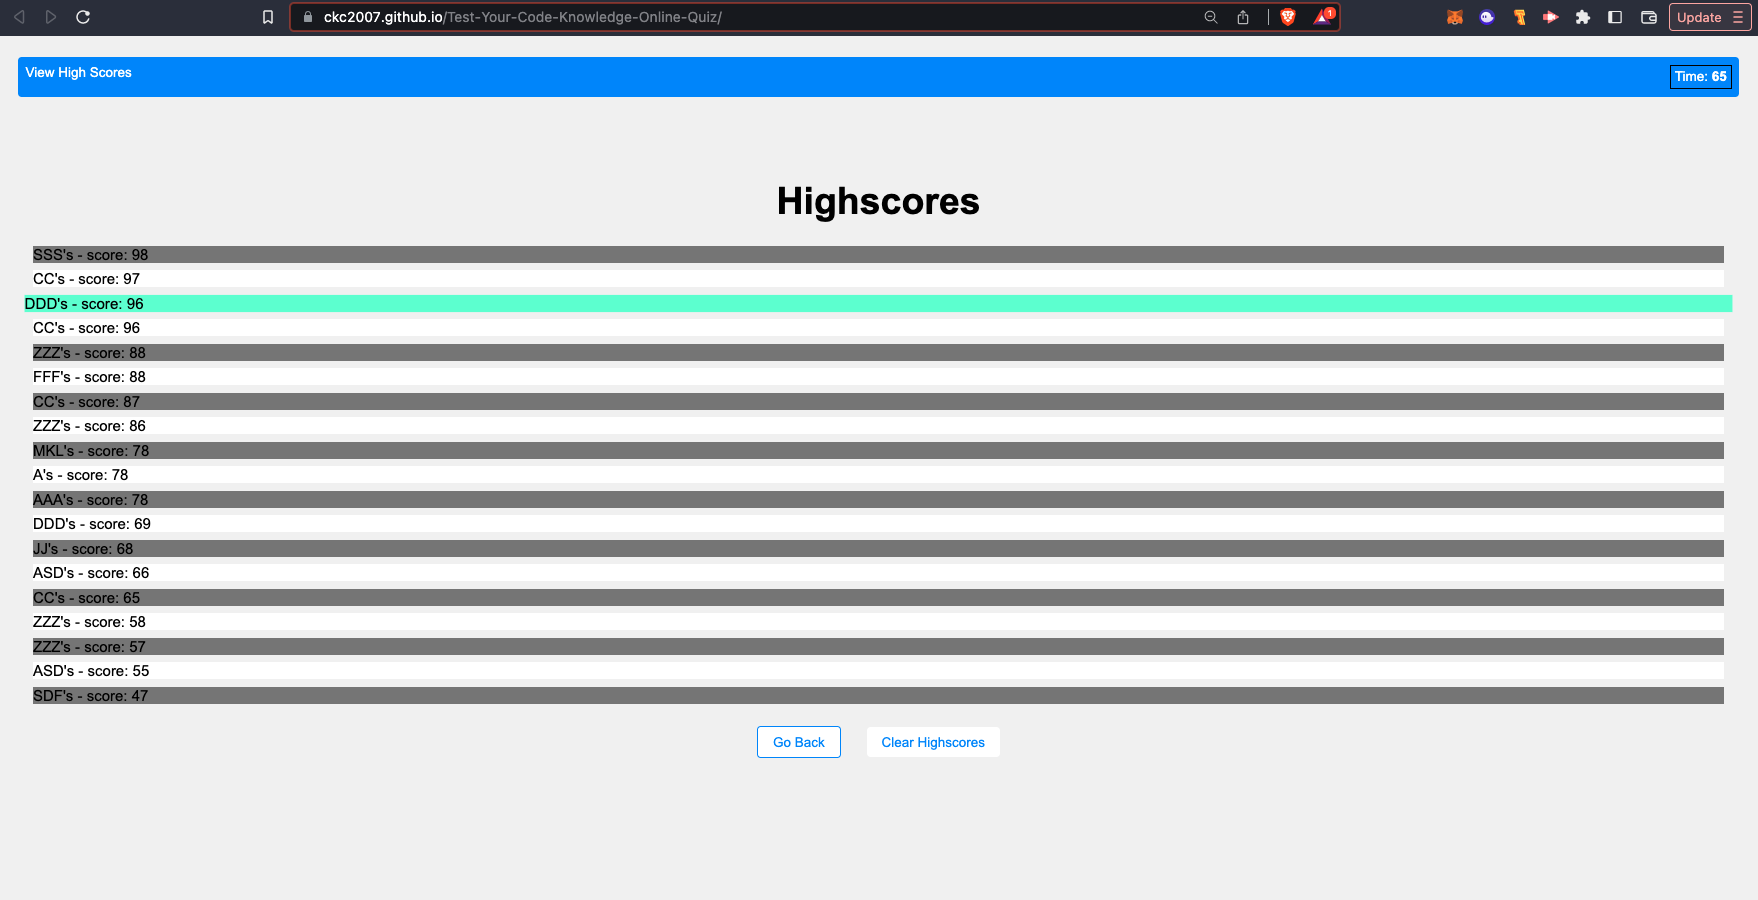 ckc2007.github.io/Test-Your-Code-Knowledge-Online-Quiz/
1
Update
View High Scores
Time: 65
Highscores
SSS's - score: 98
CC's - score: 97
DDD's - score: 96
CC's - score: 96
ZZZ's - score: 88
FFF's - score: 88
CC's - score: 87
ZZZ's - score: 86
MKL's - score: 78
A's - score: 78
AAA's - score: 78
DDD's - score: 69
JJ's - score: 68
ASD's - score: 66
CC's - score: 65
ZZZ's - score: 58
ZZZ's - score: 57
ASD's - score: 55
SDF's - score: 47
Go Back
Clear Highscores